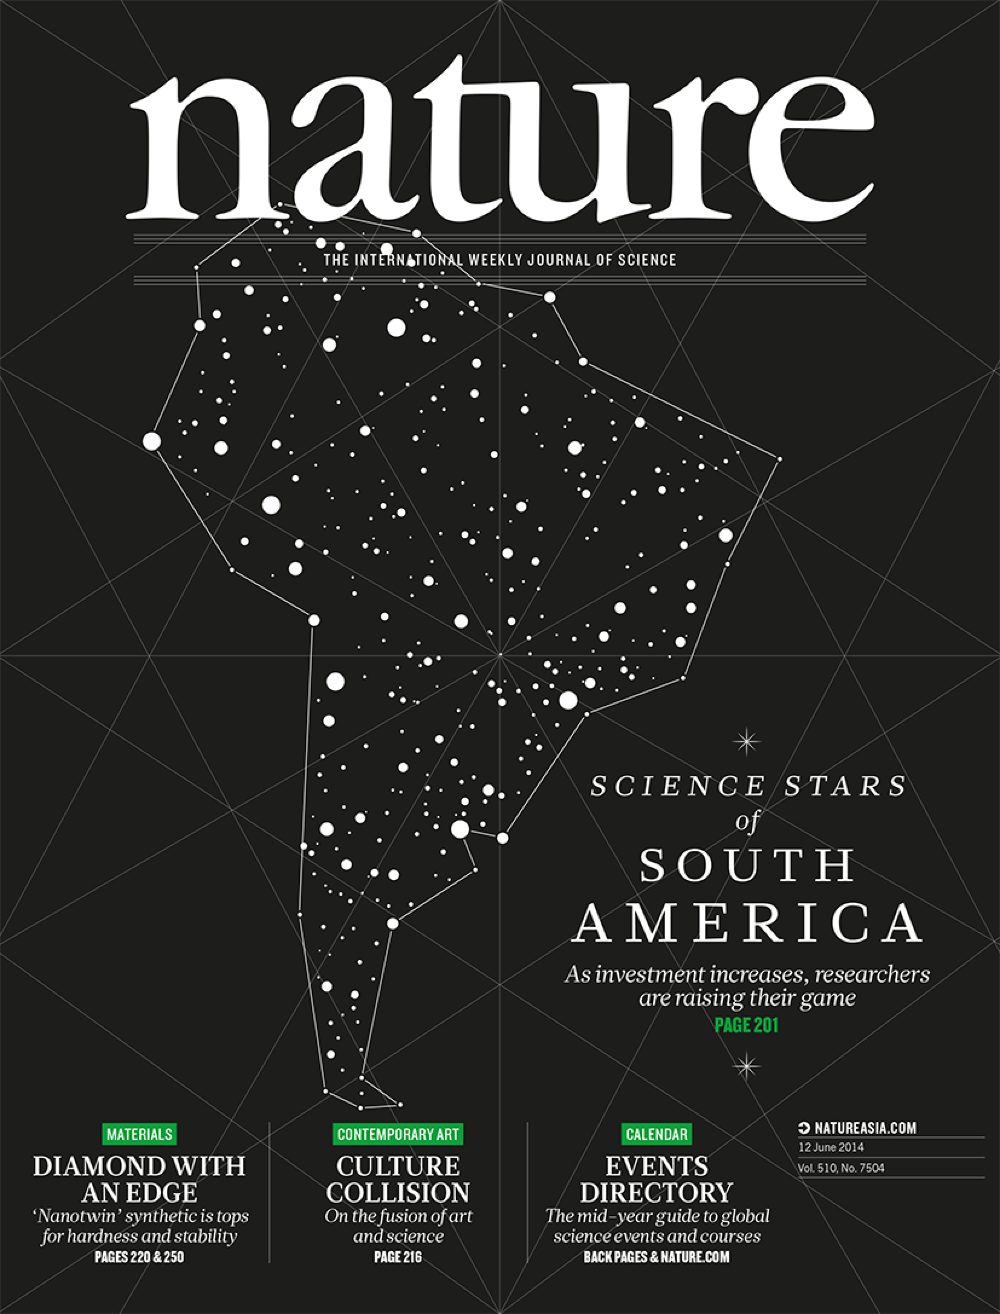 nature
THE INTERNATIONAL WEEKLY JOURNAL OF SCIENCE
SCIENCE STARS
of
SOUTH
AMERICA
As investment increases, researchers
are raising their game
PAGE 201
MATERIALS
DIAMOND WITH
AN EDGE
‘Nanotwin’ synthetic is tops
for hardness and stability
PAGES 220 & 250
CONTEMPORARY ART
CULTURE
COLLISION
On the fusion of art
and science
PAGE 216
CALENDAR
EVENTS
DIRECTORY
The mid-year guide to global
science events and courses
BACK PAGES & NATURE.COM
NATUREASIA.COM
12 June 2014
Vol. 510, No. 7504